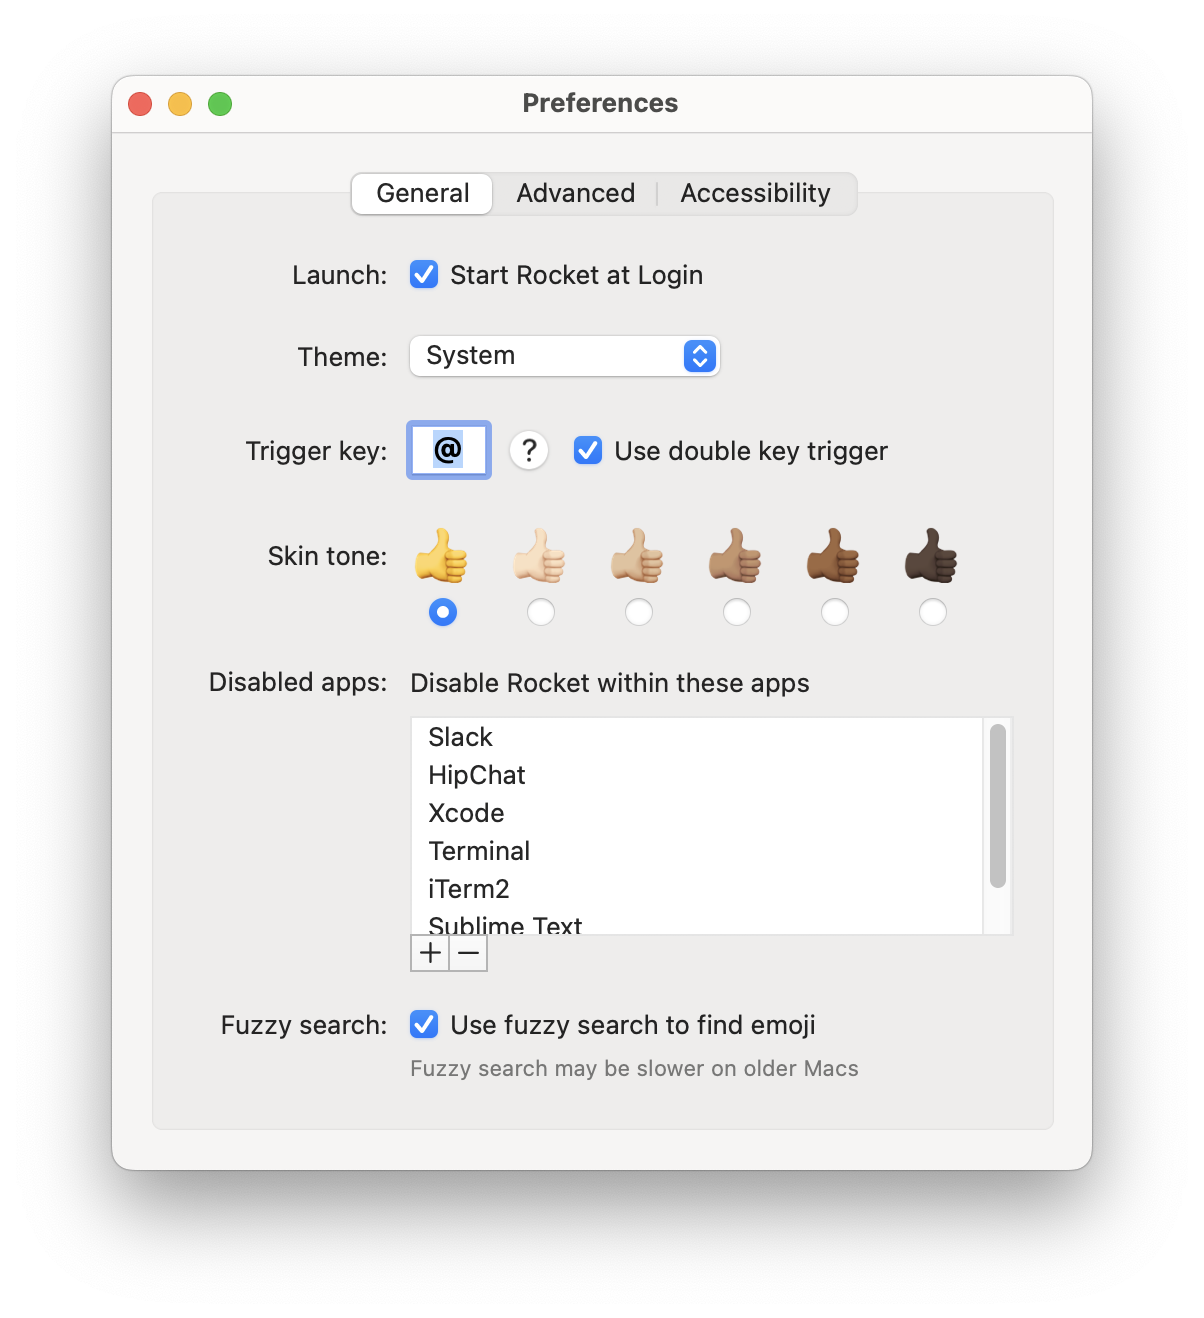 Preferences
General Advanced Accessibility
Launch: Start Rocket at Login
Theme: System
Trigger key: @ ? Use double key trigger
Skin tone:
Disabled apps: Disable Rocket within these apps
Slack
HipChat
Xcode
Terminal
iTerm2
Sublime Text
Fuzzy search: Use fuzzy search to find emoji
Fuzzy search may be slower on older Macs